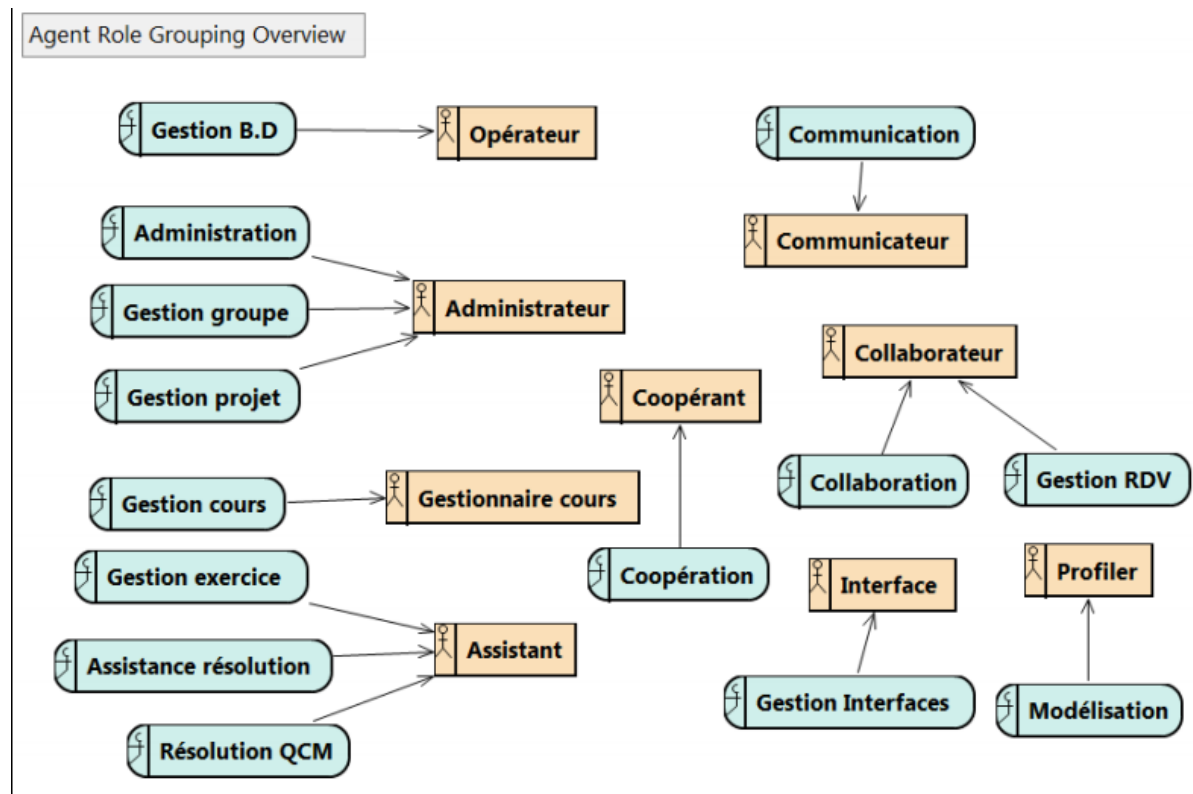 Agent Role Grouping Overview
Gestion B.D
Opérateur
Communication
Administration
Communicateur
Gestion groupe
Administrateur
Gestion projet
Collaborateur
Coopérant
Collaboration
Gestion RDV
Gestion cours
Gestionnaire cours
Gestion exercice
Coopération
Interface
Profiler
Assistance résolution
Assistant
Gestion Interfaces
Modélisation
Résolution QCM